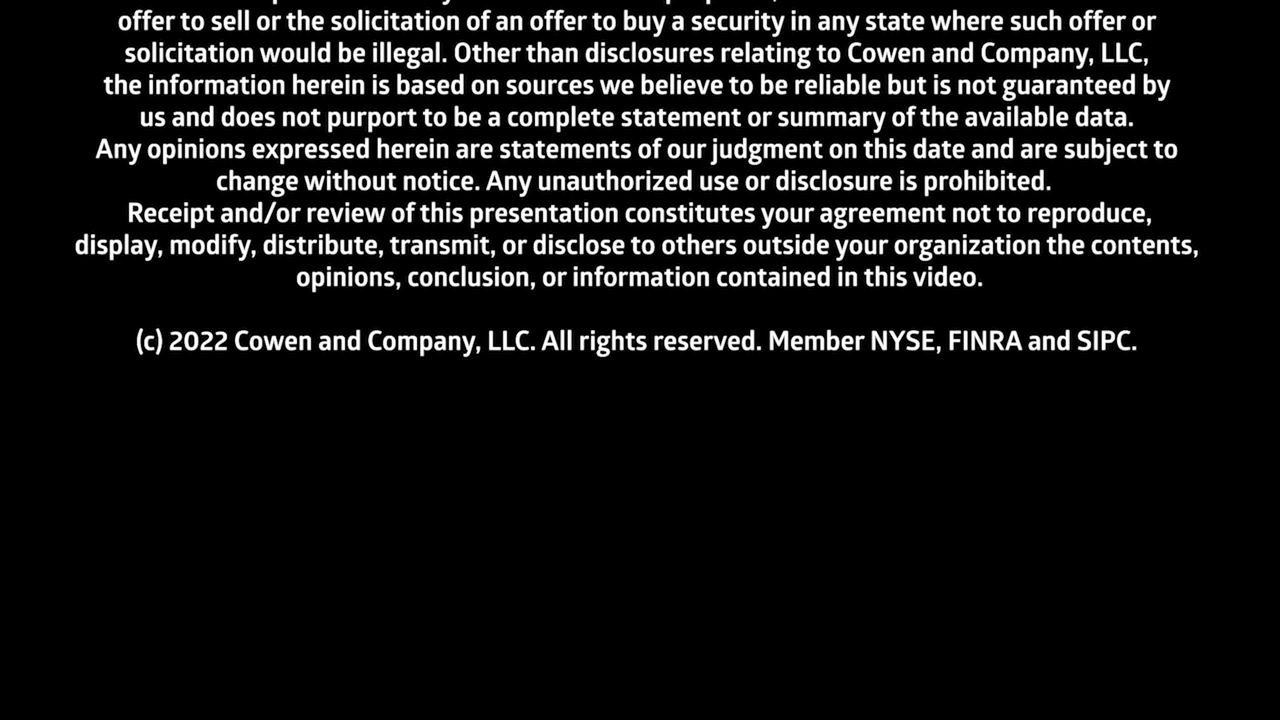 offer to sell or the solicitation of an offer to buy a security in any state where such offer or
solicitation would be illegal. Other than disclosures relating to Cowen and Company, LLC,
the information herein is based on sources we believe to be reliable but is not guaranteed by
us and does not purport to be a complete statement or summary of the available data.
Any opinions expressed herein are statements of our judgment on this date and are subject to
change without notice. Any unauthorized use or disclosure is prohibited.
Receipt and/or review of this presentation constitutes your agreement not to reproduce,
display, modify, distribute, transmit, or disclose to others outside your organization the contents,
opinions, conclusion, or information contained in this video.
(c) 2022 Cowen and Company, LLC. All rights reserved. Member NYSE, FINRA and SIPC.